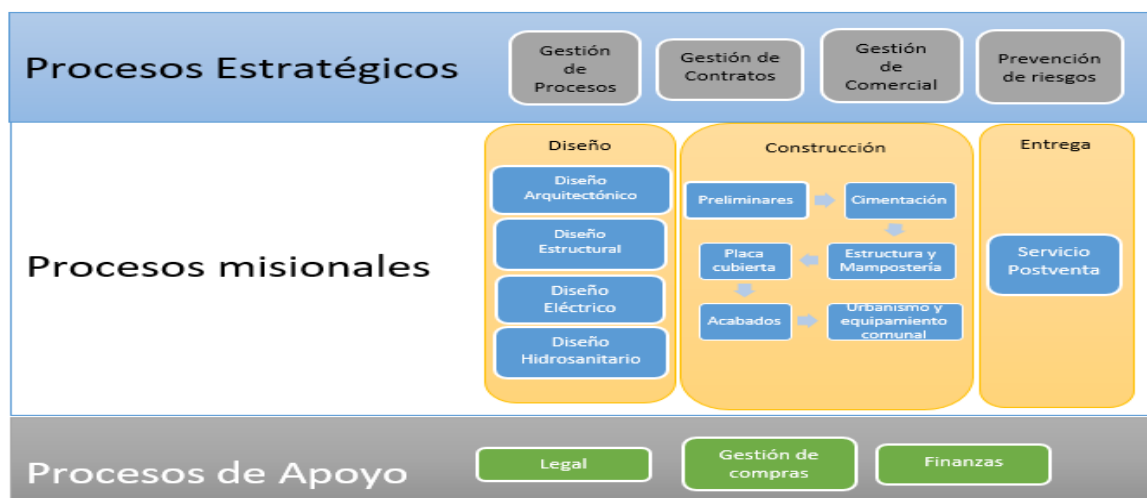 Procesos Estratégicos
Gestión
de
Procesos
Gestión de
Contratos
Gestión
de
Comercial
Prevención
de riesgos
Procesos misionales
Diseño
Diseño
Arquitectónico
Diseño
Estructural
Diseño
Eléctrico
Diseño
Hidrosanitario
Construcción
Preliminares
Cimentación
Estructura y
Mampostería
Placa
cubierta
Acabados
Urbanismo y
equipamiento
comunal
Entrega
Servicio
Postventa
Procesos de Apoyo
Legal
Gestión de
compras
Finanzas